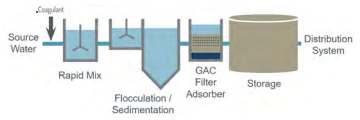 Coagulant
Source
Water
Rapid Mix
Flocculation /
Sedimentation
GAC
Filter
Adsorber
Storage
Distribution
System